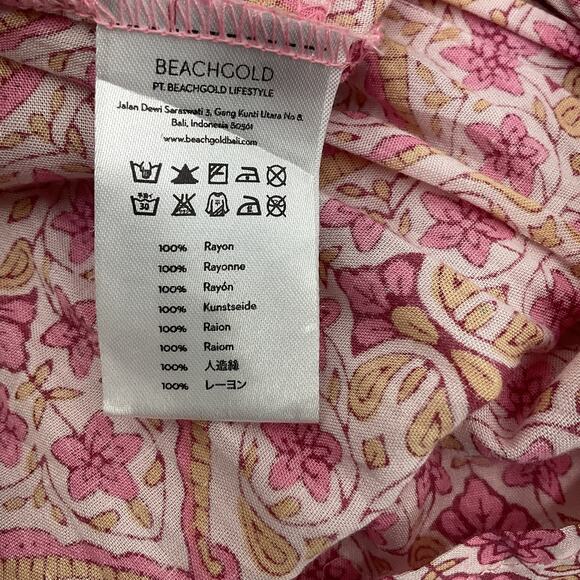 BEACHGOLD
PT. BEACHGOLD LIFESTYLE
Jalan Dewi Saraswati 3, Gang Kunti Utara No 8
Bali, Indonesia 80361
www.beachgoldbali.com
30
100% Rayon
100% Rayonne
100% Rayón
100% Kunstseide
100% Raion
100% Raiom
100% 人造絲
100% レーヨン